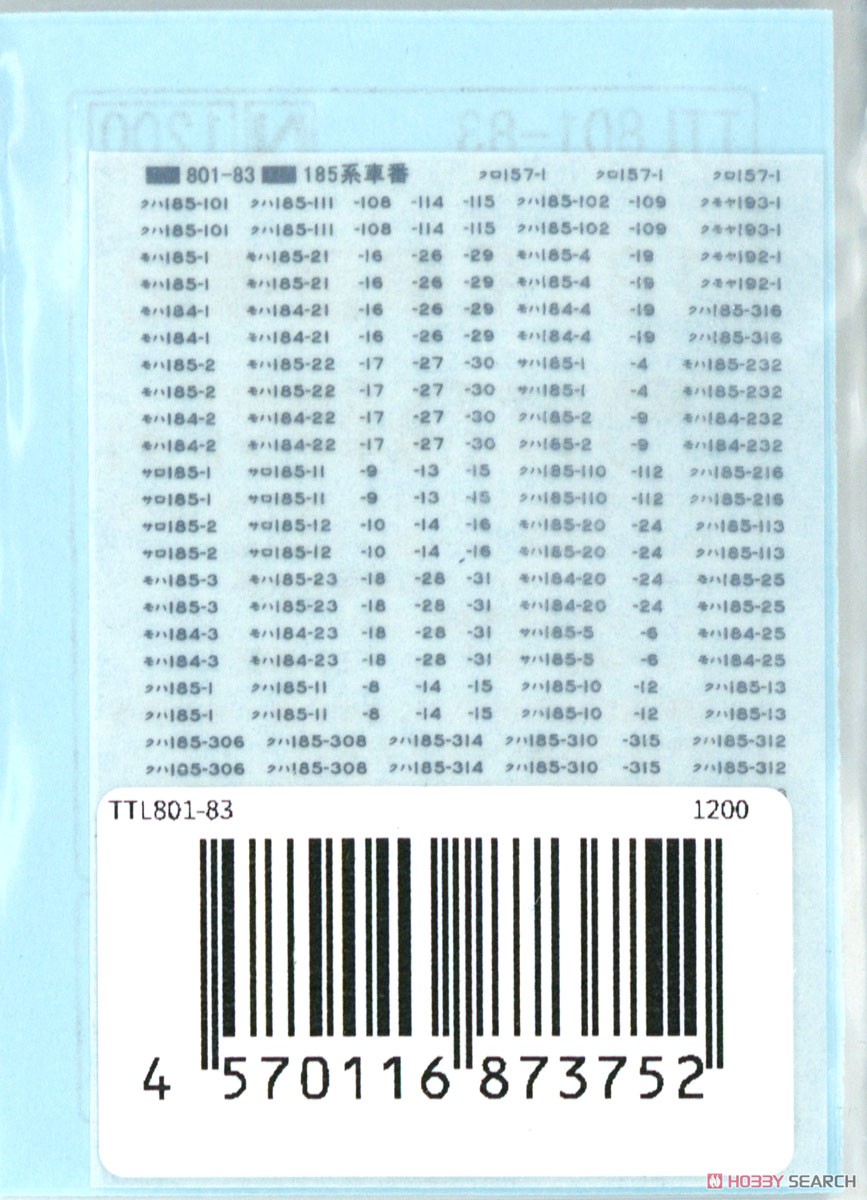 TTL801-83 N 1200
801-83 185系車番 クロ157-1 クロ157-1 クロ157-1
クハ185-101 クハ185-111 -108 -114 -115 クハ185-102 -109 クモヤ193-1
クハ185-101 クハ185-111 -108 -114 -115 クハ185-102 -109 クモヤ193-1
モハ185-1 モハ185-21 -16 -26 -29 モハ185-4 -19 クモヤ192-1
モハ185-1 モハ185-21 -16 -26 -29 モハ185-4 -19 クモヤ192-1
モハ184-1 モハ184-21 -16 -26 -29 モハ184-4 -19 クハ185-316
モハ184-1 モハ184-21 -16 -26 -29 モハ184-4 -19 クハ185-316
モハ185-2 モハ185-22 -17 -27 -30 サハ185-1 -4 モハ185-232
モハ185-2 モハ185-22 -17 -27 -30 サハ185-1 -4 モハ185-232
モハ184-2 モハ184-22 -17 -27 -30 クハ185-2 -9 モハ184-232
モハ184-2 モハ184-22 -17 -27 -30 クハ185-2 -9 モハ184-232
サロ185-1 サロ185-11 -9 -13 -15 クハ185-110 -112 クハ185-216
サロ185-1 サロ185-11 -9 -13 -15 クハ185-110 -112 クハ185-216
サロ185-2 サロ185-12 -10 -14 -16 モハ185-20 -24 クハ185-113
サロ185-2 サロ185-12 -10 -14 -16 モハ185-20 -24 クハ185-113
モハ185-3 モハ185-23 -18 -28 -31 モハ184-20 -24 モハ185-25
モハ185-3 モハ185-23 -18 -28 -31 モハ184-20 -24 モハ185-25
モハ184-3 モハ184-23 -18 -28 -31 サハ185-5 -6 モハ184-25
モハ184-3 モハ184-23 -18 -28 -31 サハ185-5 -6 モハ184-25
クハ185-1 クハ185-11 -8 -14 -15 クハ185-10 -12 クハ185-13
クハ185-1 クハ185-11 -8 -14 -15 クハ185-10 -12 クハ185-13
クハ185-306 クハ185-308 クハ185-314 クハ185-310 -315 クハ185-312
クハ185-306 クハ185-308 クハ185-314 クハ185-310 -315 クハ185-312
TTL801-83 1200
4 570116 873752
HOBBY SEARCH